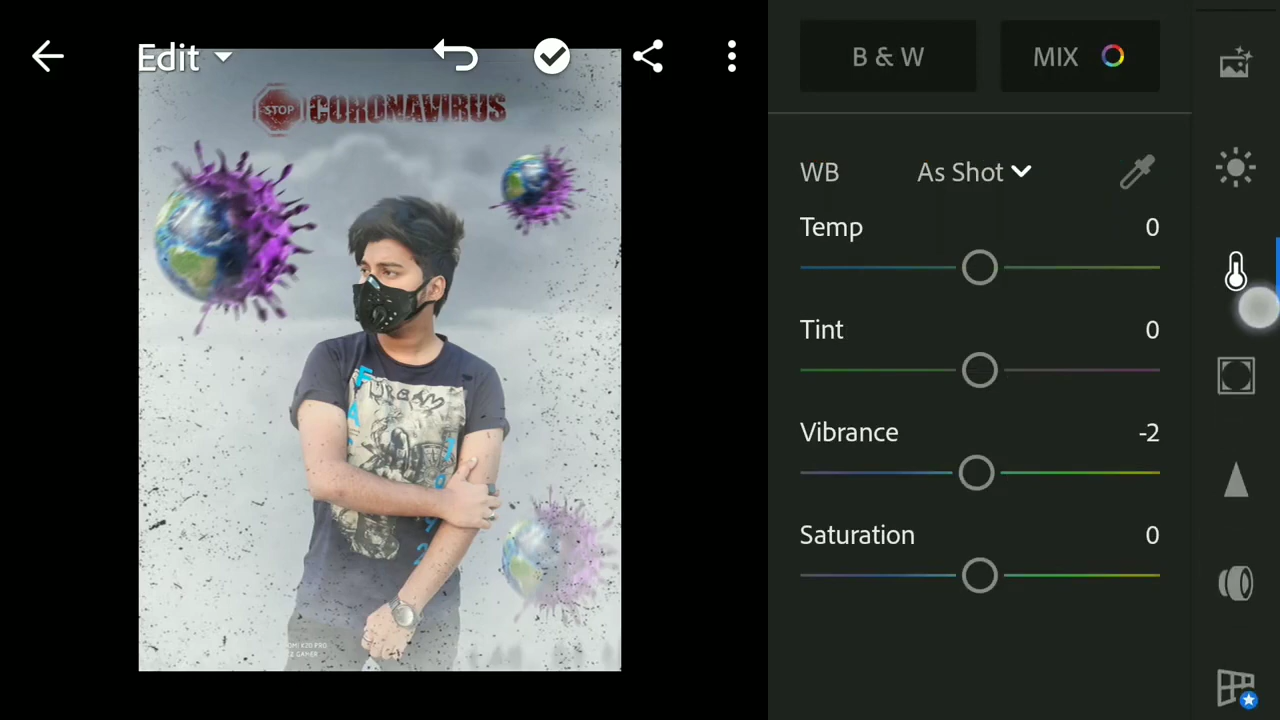 Edit
B & W
MIX
STOP CORONAVIRUS
WB
As Shot
Temp
0
Tint
0
Vibrance
-2
Saturation
0